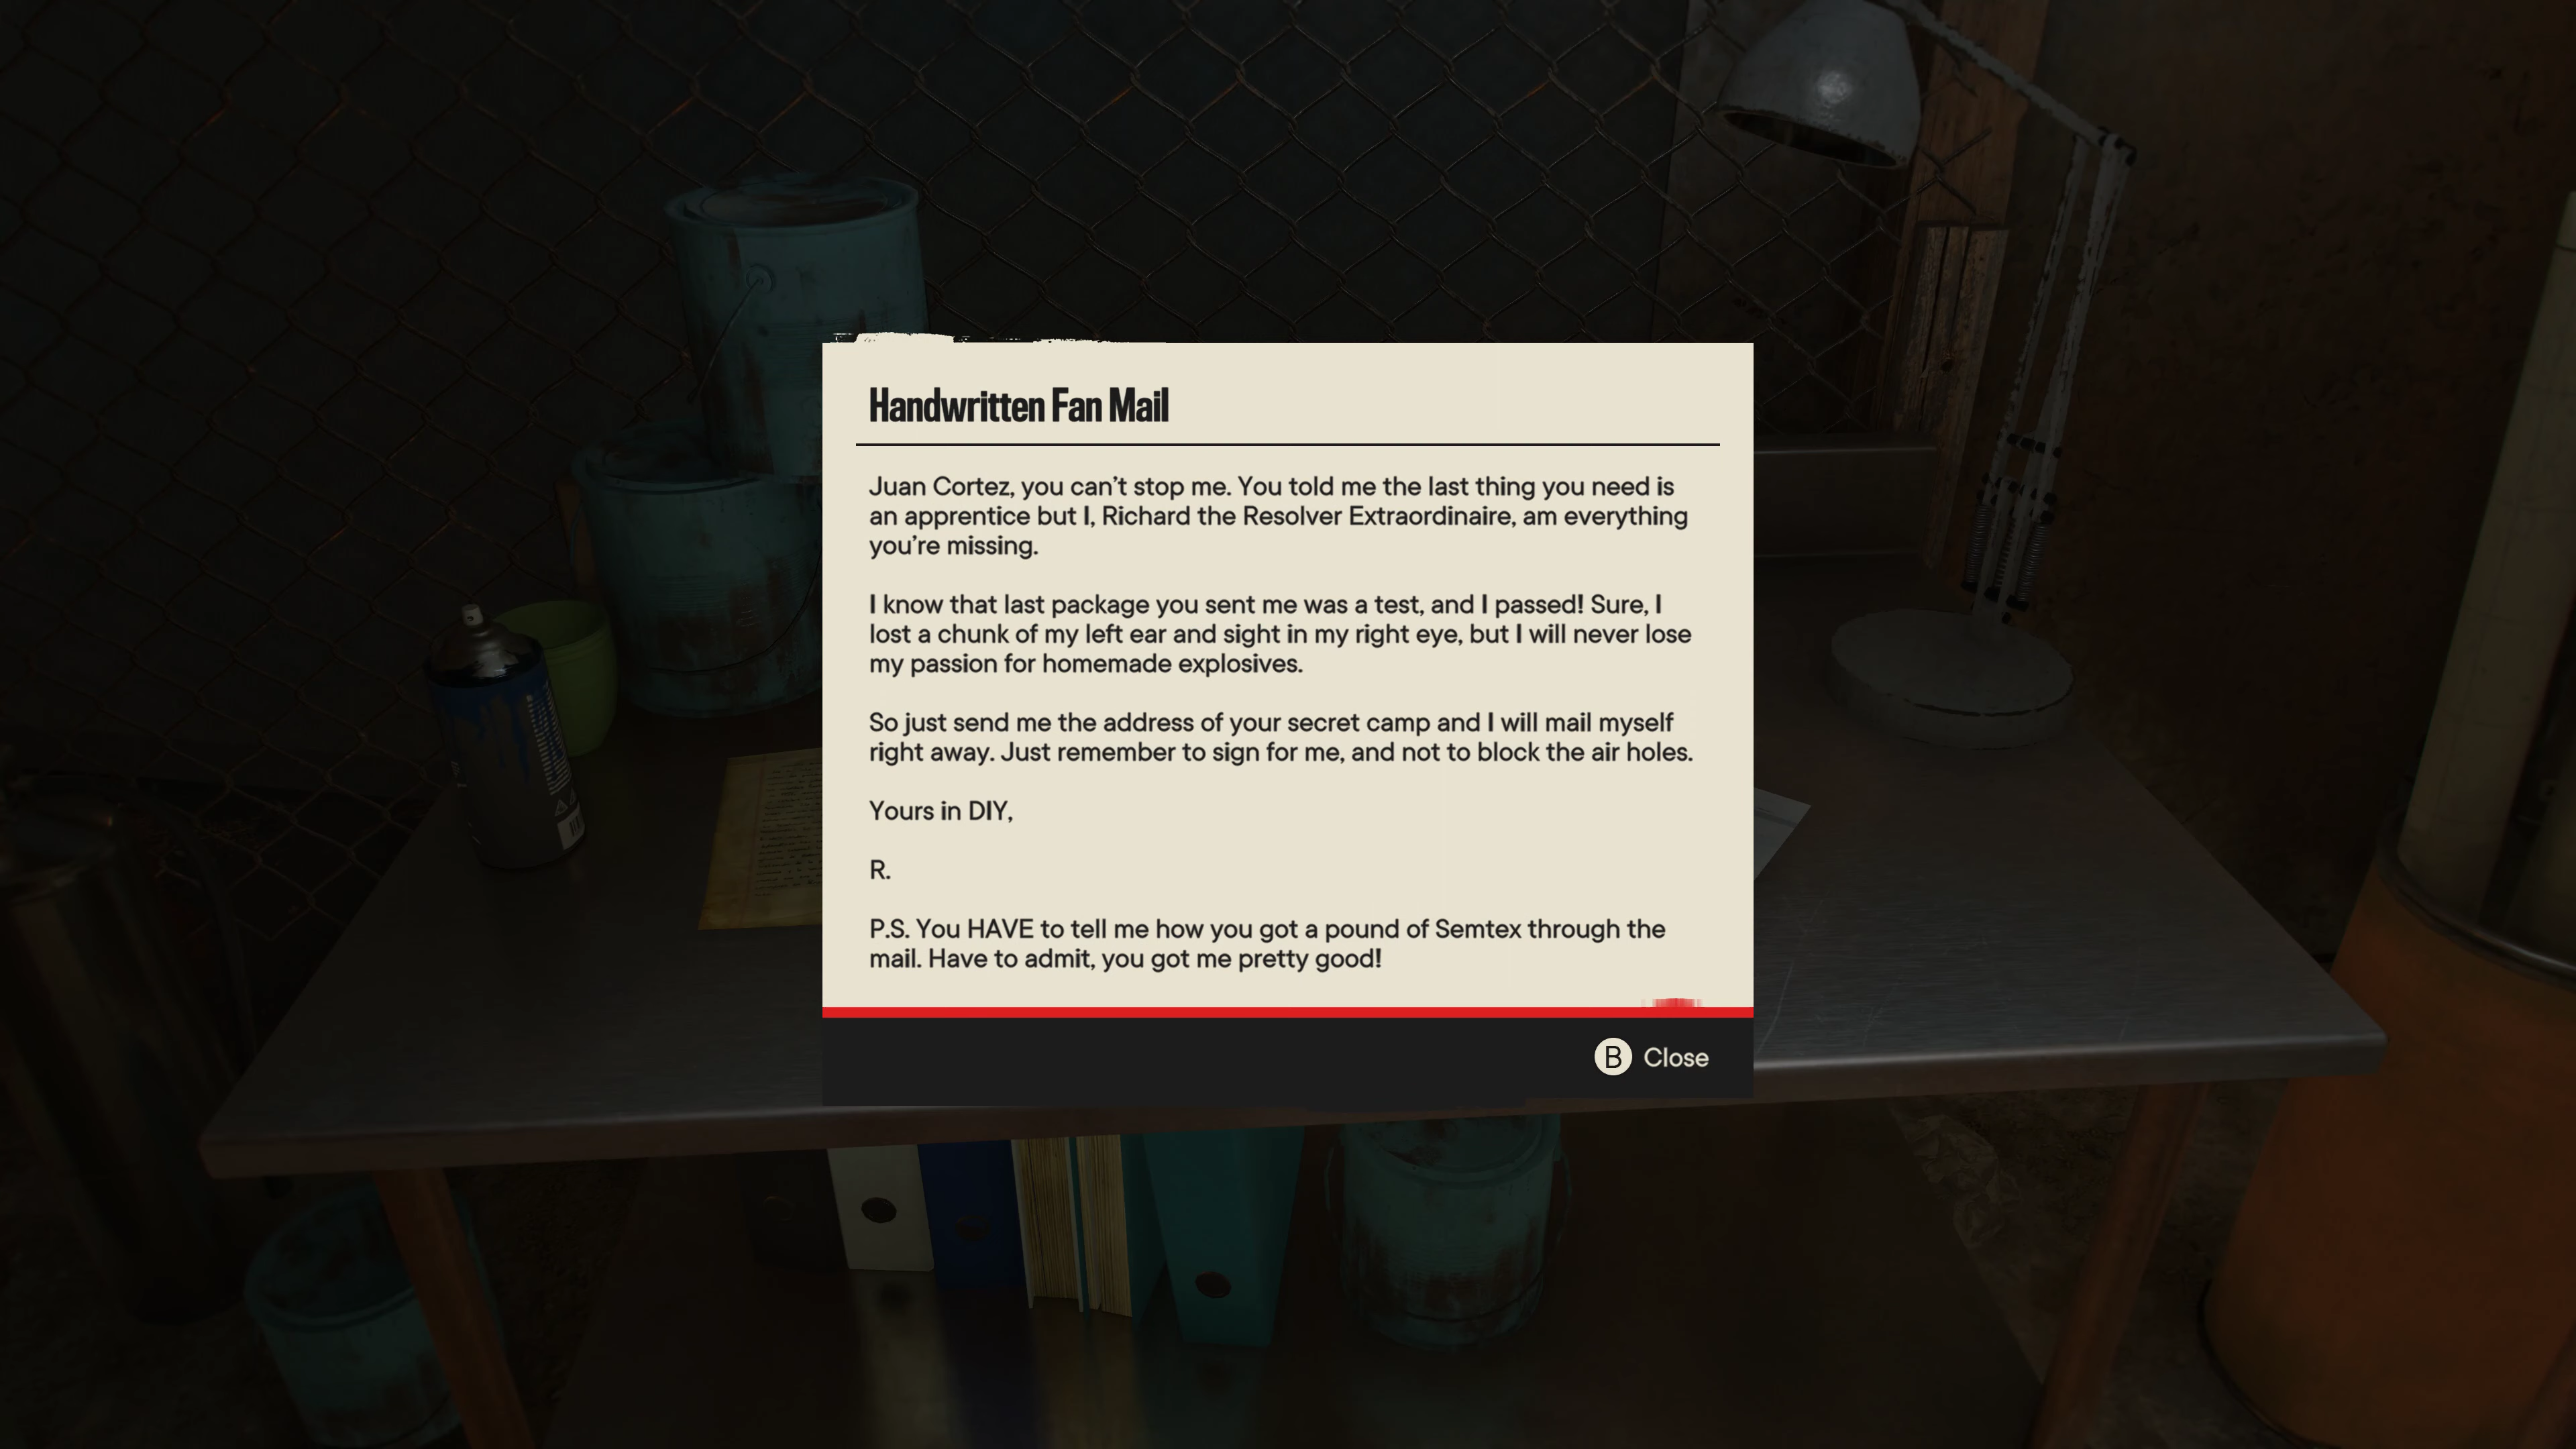 Handwritten Fan Mail
Juan Cortez, you can't stop me. You told me the last thing you need is
an apprentice but I, Richard the Resolver Extraordinaire, am everything
you're missing.
I know that last package you sent me was a test, and I passed! Sure, I
lost a chunk of my left ear and sight in my right eye, but I will never lose
my passion for homemade explosives.
So just send me the address of your secret camp and I will mail myself
right away. Just remember to sign for me, and not to block the air holes.
Yours in DIY,
R.
P.S. You HAVE to tell me how you got a pound of Semtex through the
mail. Have to admit, you got me pretty good!
B Close